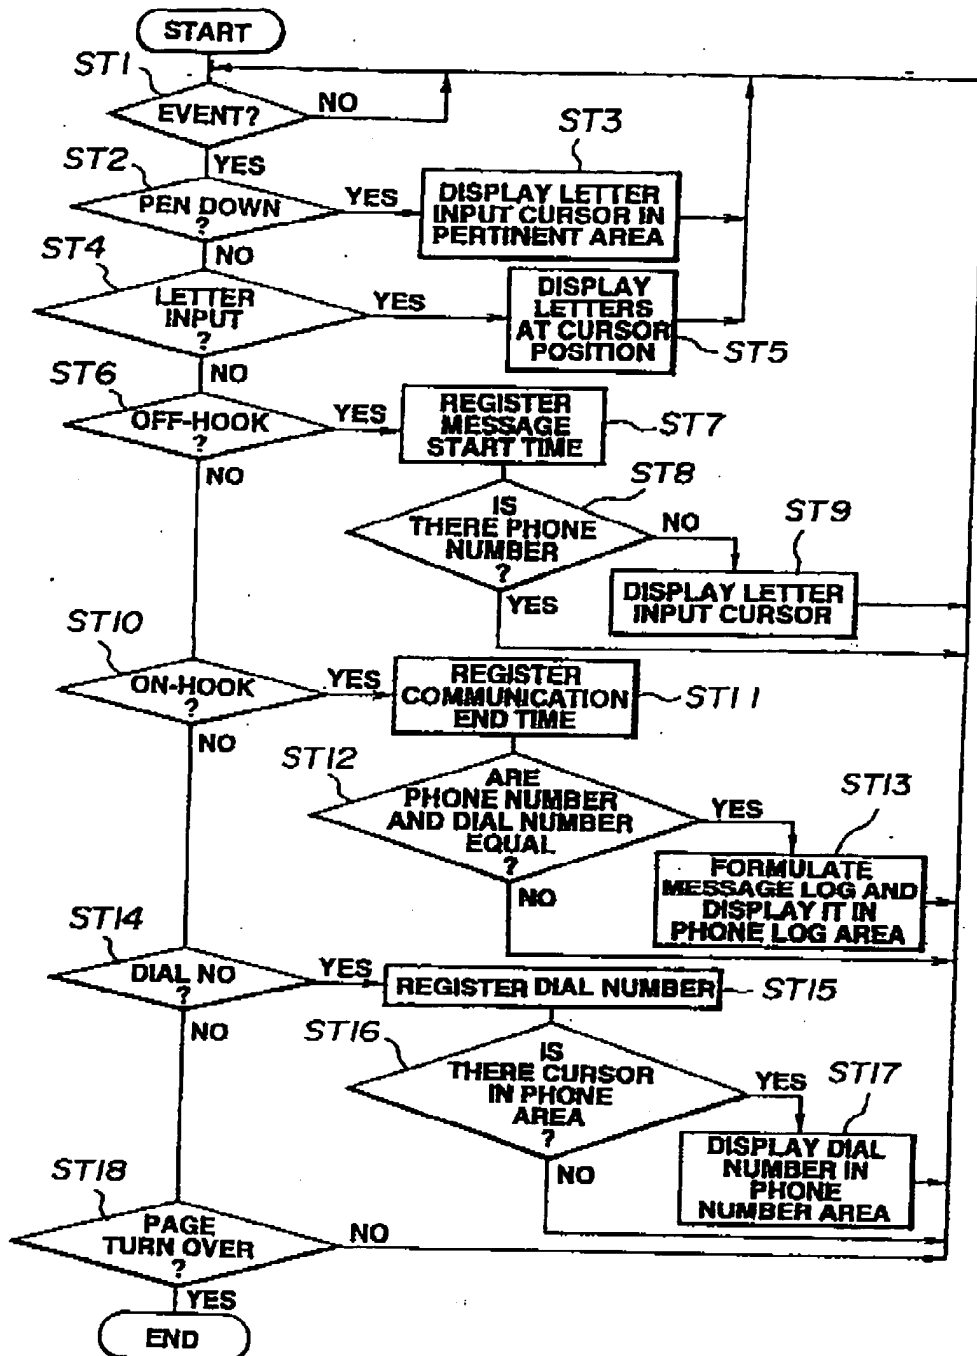 START
ST1
EVENT?
NO
YES
ST2
PEN DOWN
?
YES
NO
ST3
DISPLAY LETTER
INPUT CURSOR IN
PERTINENT AREA
ST4
LETTER
INPUT
?
YES
NO
DISPLAY
LETTERS
AT CURSOR
POSITION
ST5
ST6
OFF-HOOK
?
YES
NO
REGISTER
MESSAGE
START TIME
ST7
ST8
IS
THERE PHONE
NUMBER
?
NO
YES
ST9
DISPLAY LETTER
INPUT CURSOR
ST10
ON-HOOK
?
YES
NO
REGISTER
COMMUNICATION
END TIME
ST11
ST12
ARE
PHONE NUMBER
AND DIAL NUMBER
EQUAL
?
YES
NO
ST13
FORMULATE
MESSAGE LOG AND
DISPLAY IT IN
PHONE LOG AREA
ST14
DIAL NO
?
YES
NO
REGISTER DIAL NUMBER
ST15
ST16
IS
THERE CURSOR
IN PHONE
AREA
?
YES
NO
ST17
DISPLAY DIAL
NUMBER IN
PHONE
NUMBER AREA
ST18
PAGE
TURN OVER
?
NO
YES
END